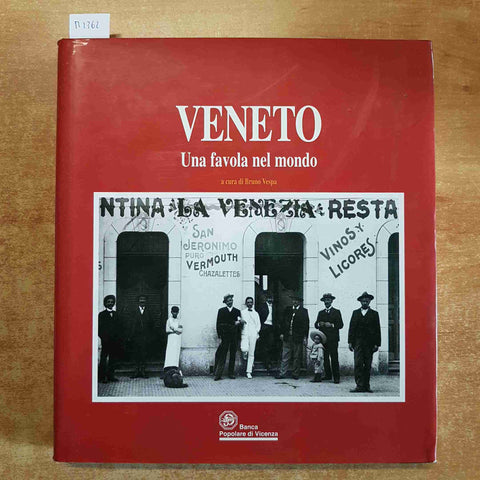 VENETO
Una favola nel mondo
a cura di Bruno Vespa
NTINA · LA VENEZIA · RESTA
SAN
JERONIMO
PURO
VERMOUTH
CHAZALETTES
VINOS Y
LICORES
Banca
Popolare di Vicenza